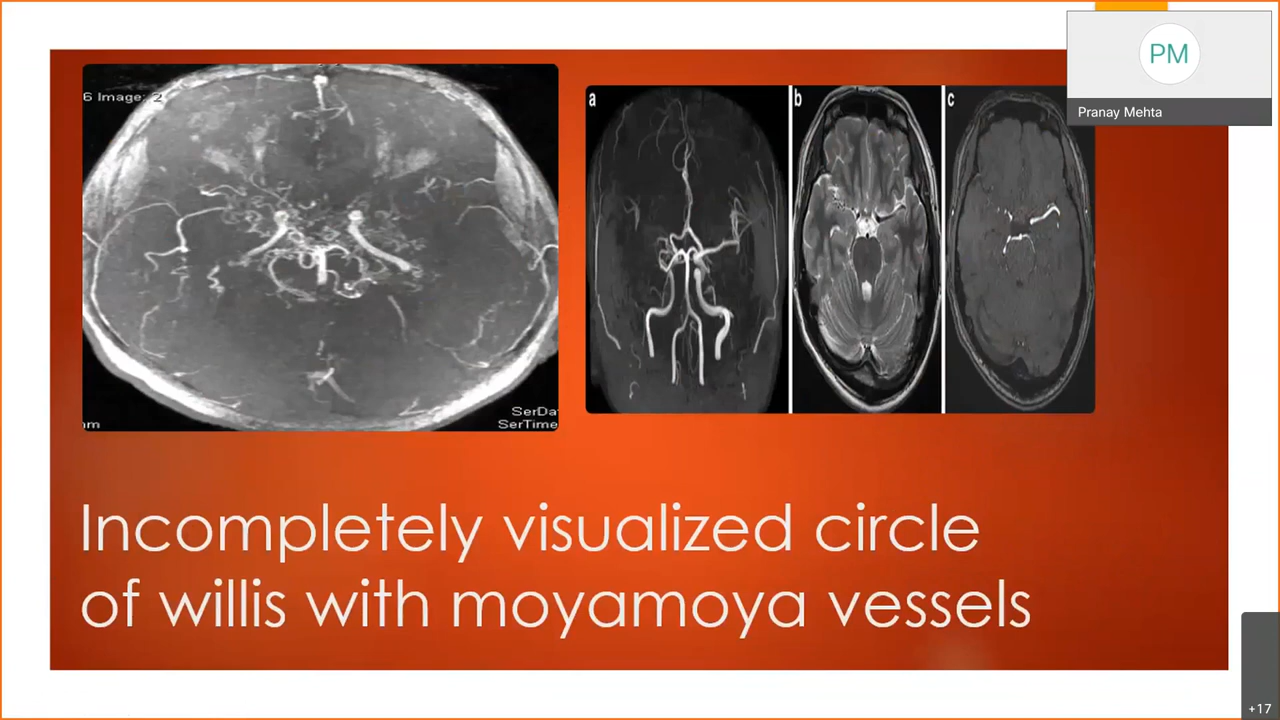 6 Image: 2
SerDa
SerTime
a
b
c
PM
Pranay Mehta
Incompletely visualized circle
of willis with moyamoya vessels
+17